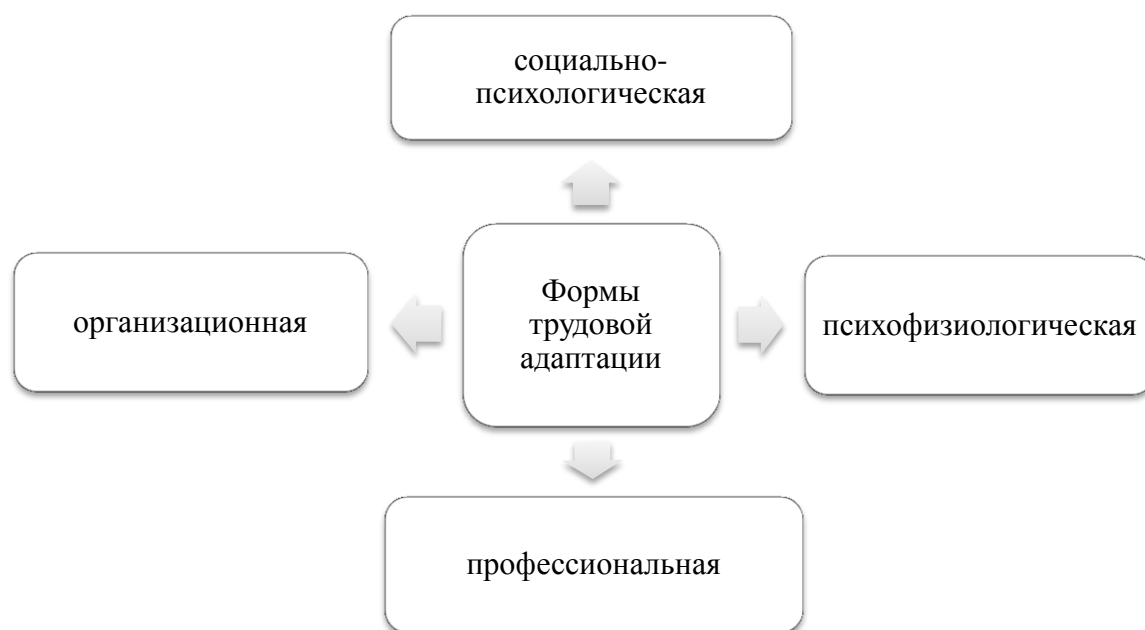 социально-
психологическая
организационная
Формы
трудовой
адаптации
психофизиологическая
профессиональная